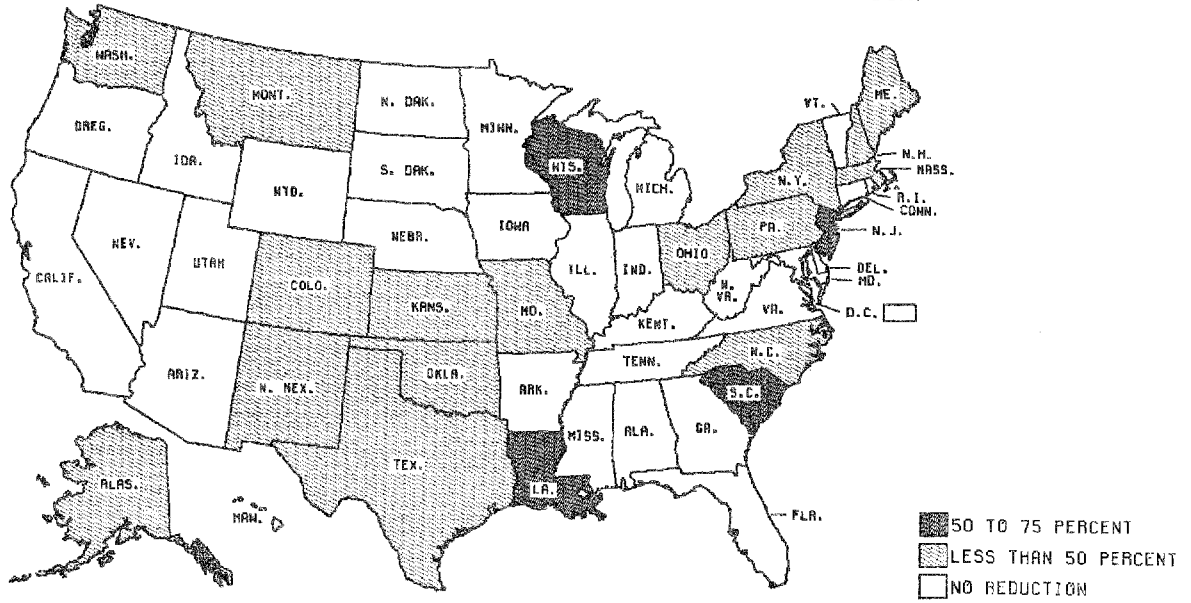 WASH.
MONT.
N. DAK.
MINN.
OREG.
IDA.
WYO.
S. DAK.
WIS.
MICH.
VT.
ME.
N.H.
MASS.
N.Y.
R.I.
CONN.
NEBR.
IOWA
PA.
N.J.
NEV.
UTAH
COLO.
CALIF.
ILL.
IND.
OHIO
DEL.
MD.
W. VA.
KANS.
MO.
VA.
D.C.
KENT.
TENN.
N.C.
ARIZ.
N. MEX.
OKLA.
ARK.
S.C.
MISS.
ALA.
GA.
TEX.
LA.
ALAS.
HAW.
FLA.
50 TO 75 PERCENT
LESS THAN 50 PERCENT
NO REDUCTION